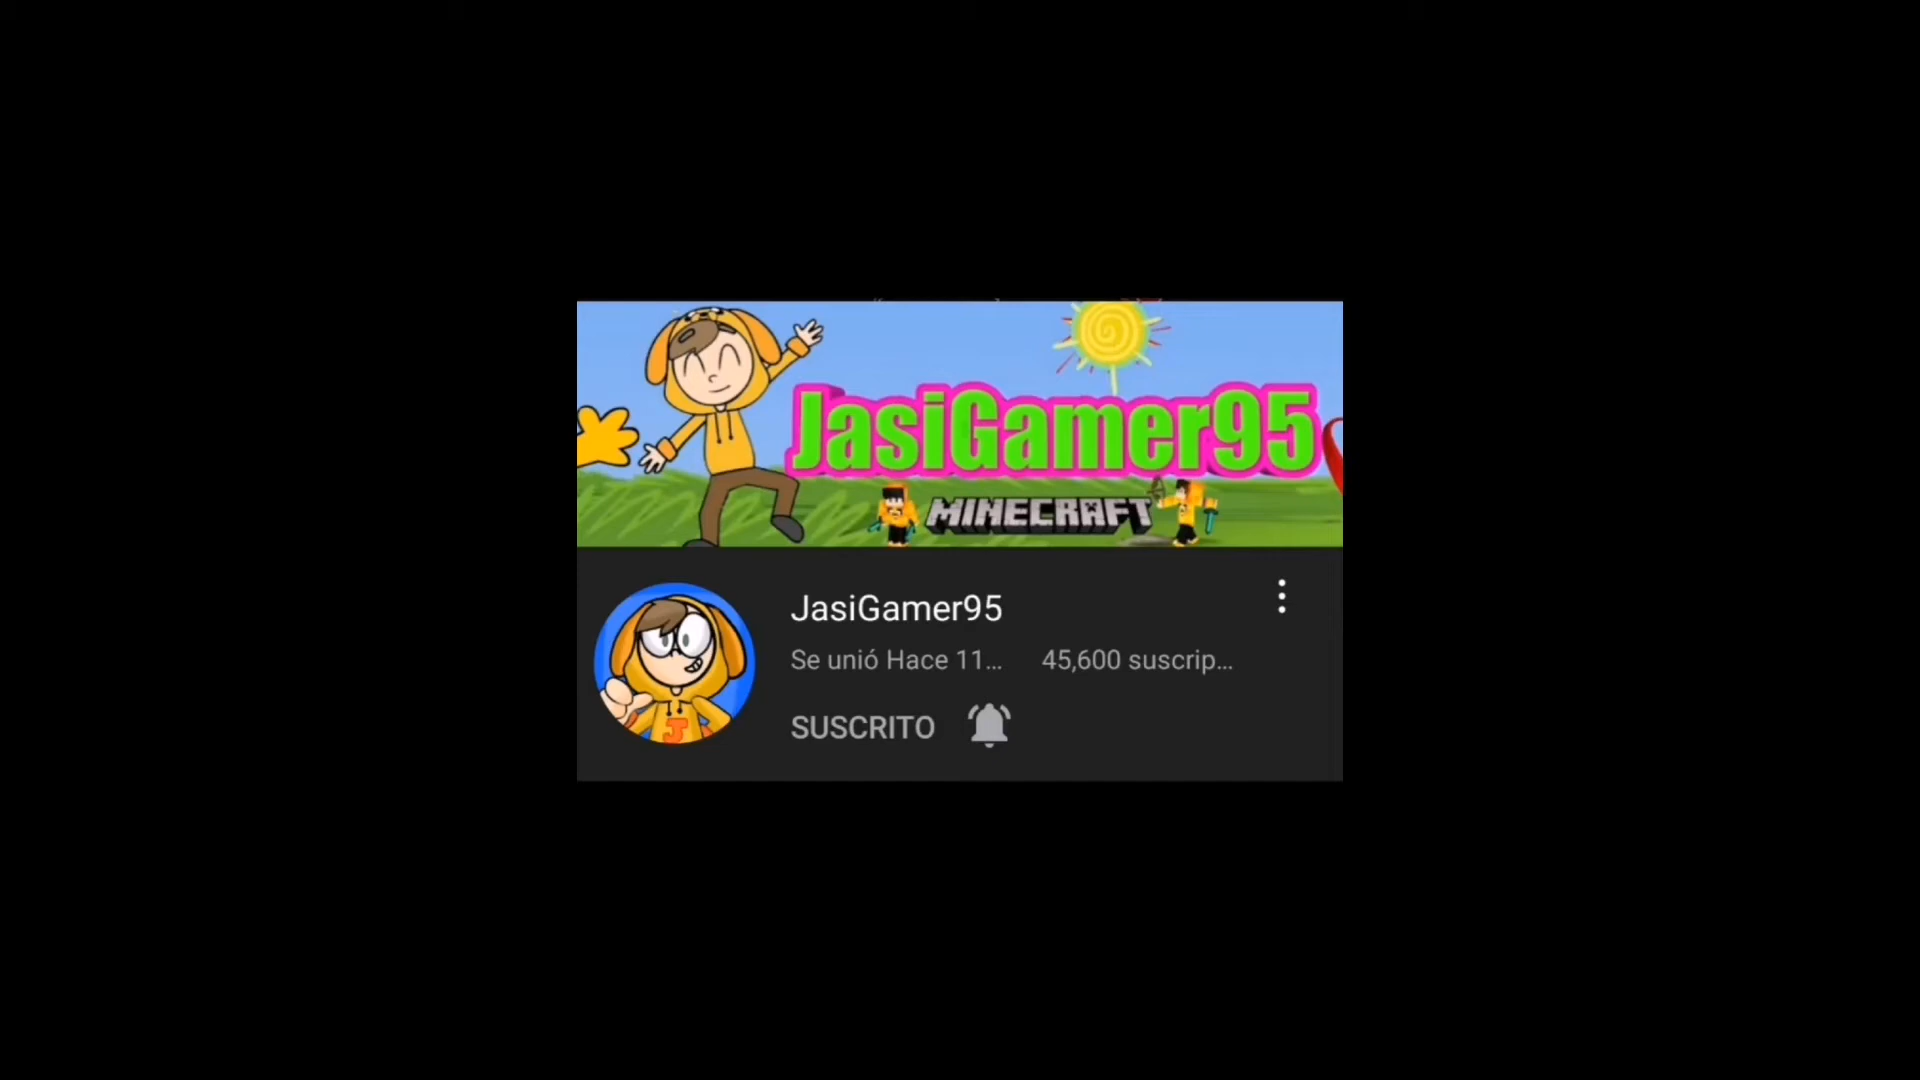 JasiGamer95
MINECRAFT
JasiGamer95
Se unió Hace 11... 45,600 suscrip...
SUSCRITO
J